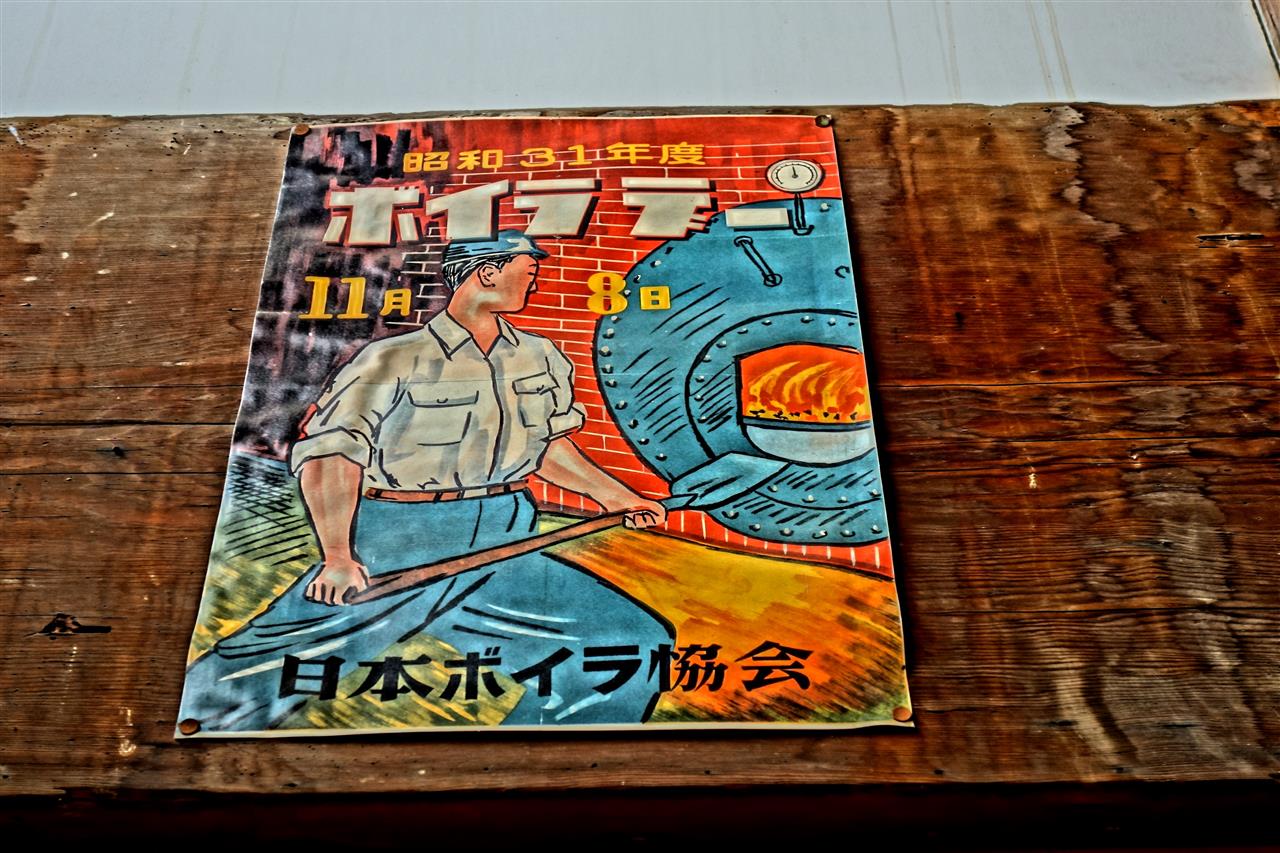 昭和31年度
ボイラデー
11月 8日
日本ボイラ協会